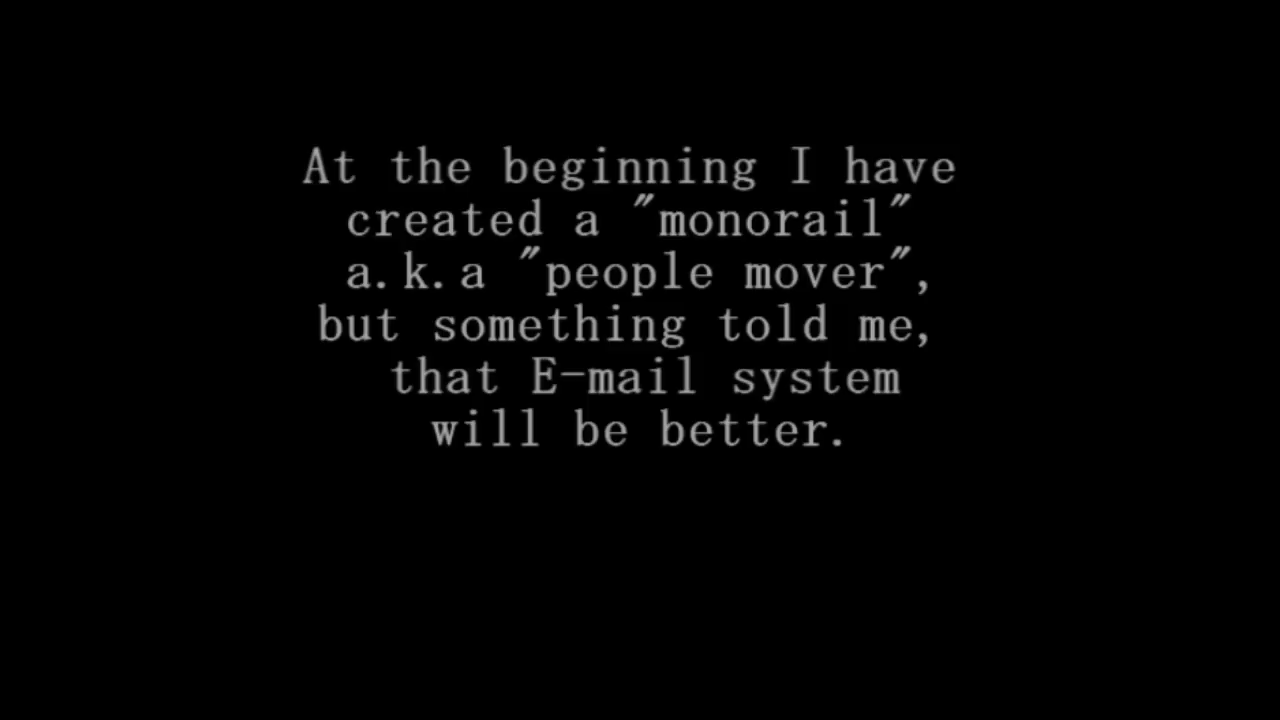 At the beginning I have
created a "monorail"
a.k.a "people mover",
but something told me,
that E-mail system
will be better.